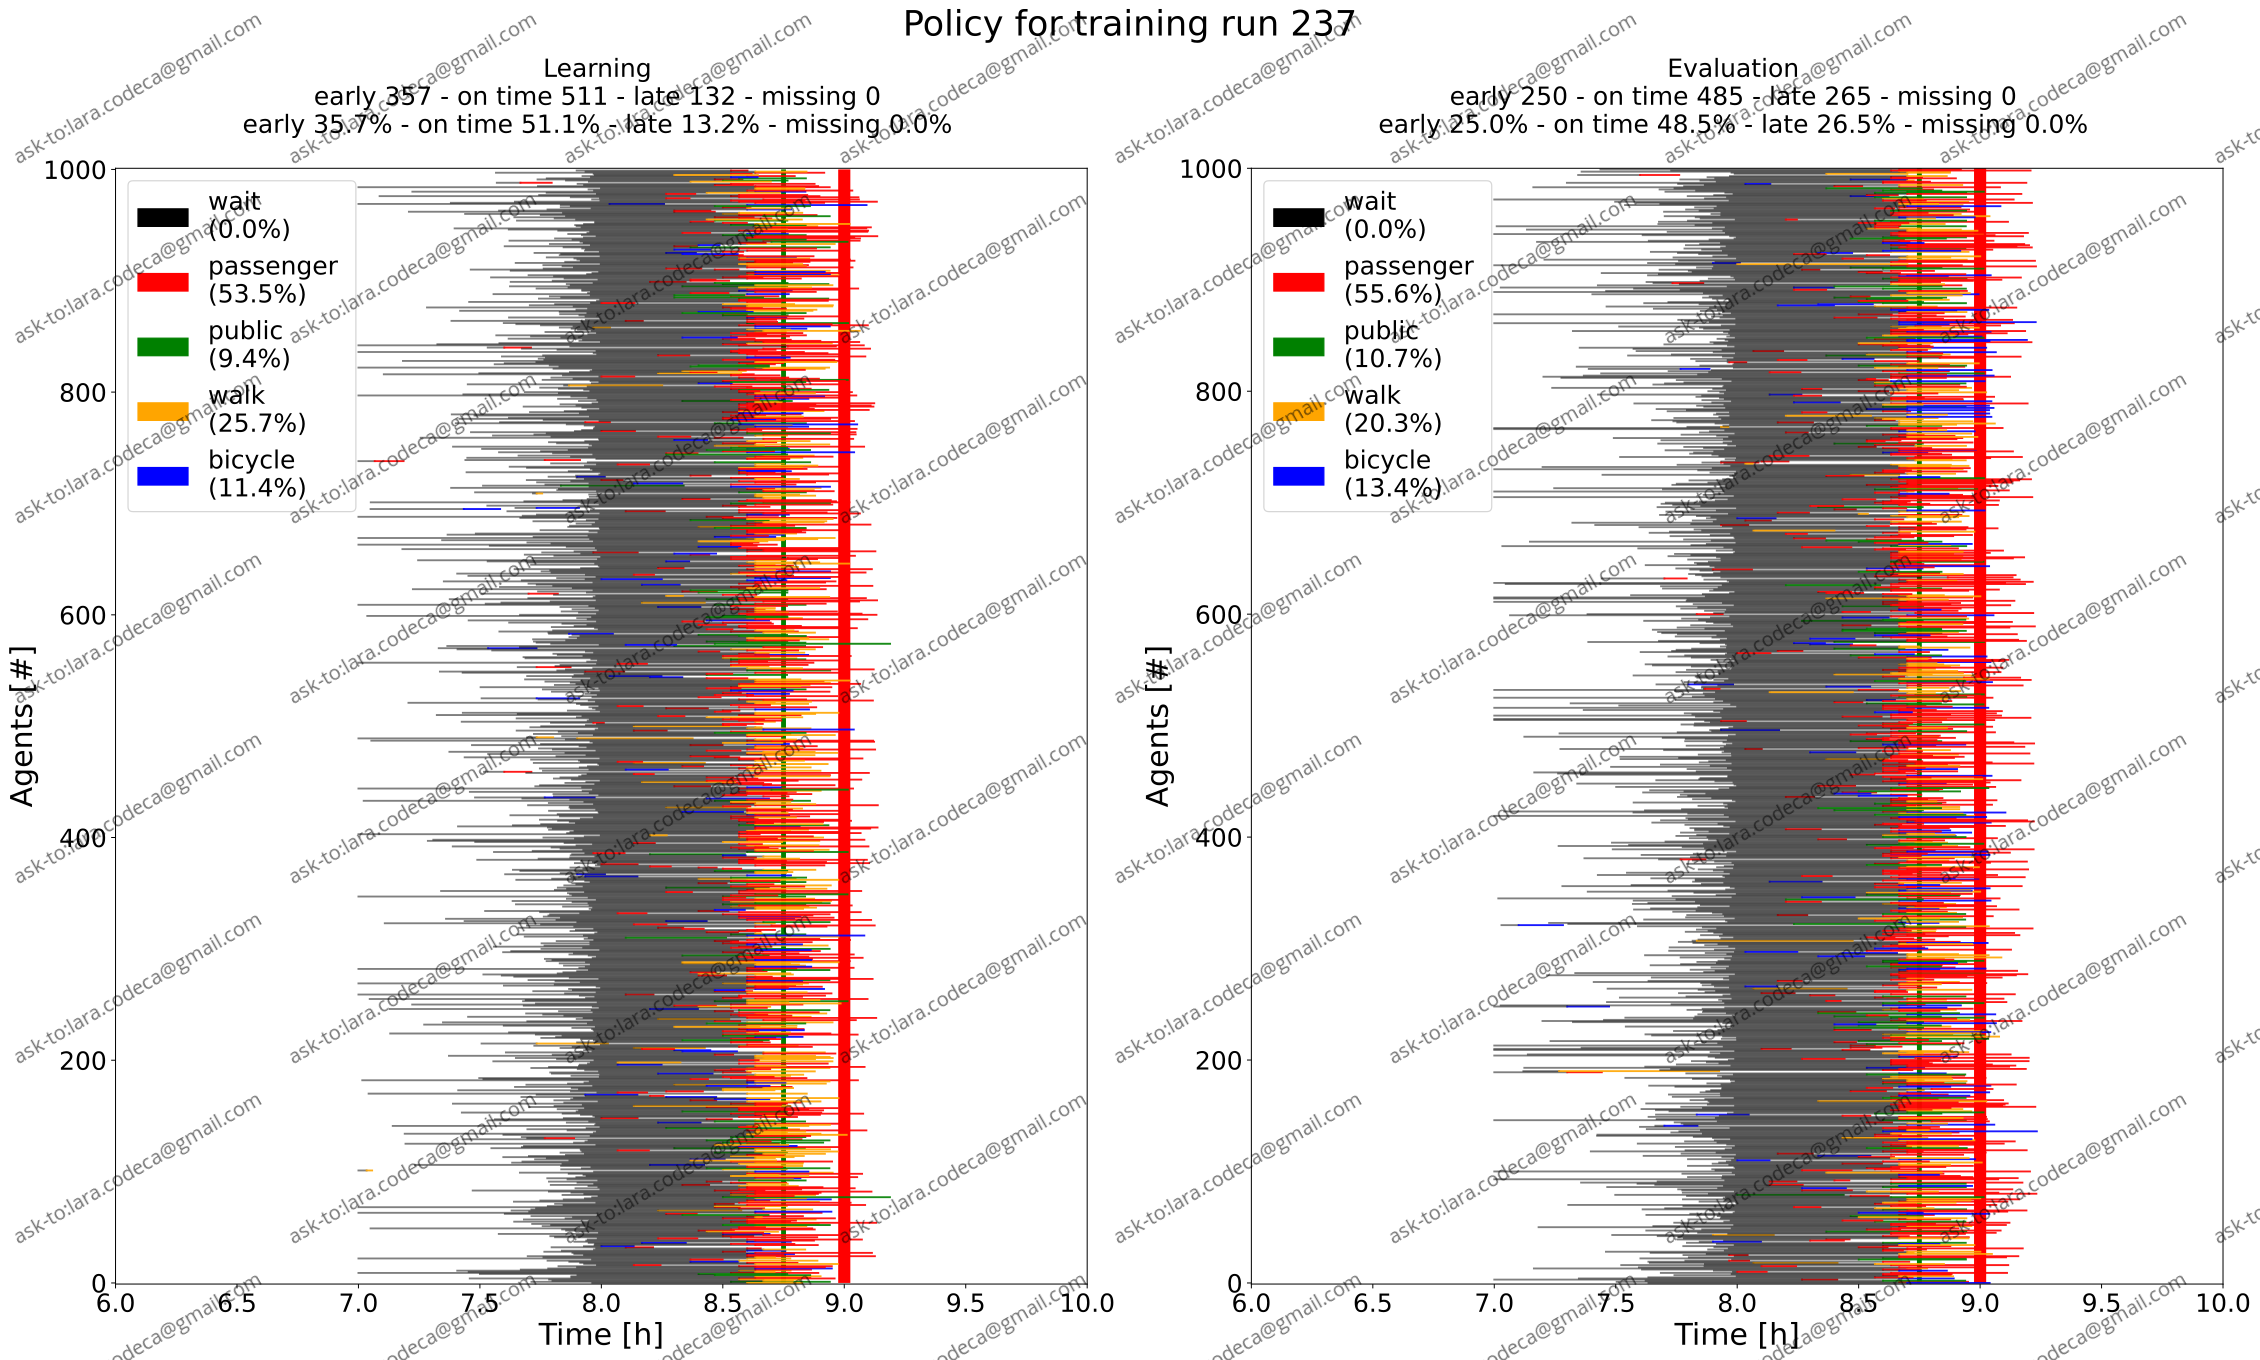 Policy for training run 237
Learning
early 357 - on time 511 - late 132 - missing 0
early 35.7% - on time 51.1% - late 13.2% - missing 0.0%
Agents [#]
1000
800
600
400
200
0
wait
(0.0%)
passenger
(53.5%)
public
(9.4%)
walk
(25.7%)
bicycle
(11.4%)
6.0 6.5 7.0 7.5 8.0 8.5 9.0 9.5 10.0
Time [h]
Evaluation
early 250 - on time 485 - late 265 - missing 0
early 25.0% - on time 48.5% - late 26.5% - missing 0.0%
Agents [#]
1000
800
600
400
200
0
wait
(0.0%)
passenger
(55.6%)
public
(10.7%)
walk
(20.3%)
bicycle
(13.4%)
6.0 6.5 7.0 7.5 8.0 8.5 9.0 9.5 10.0
Time [h]
ask-to:lara.codeca@gmail.com